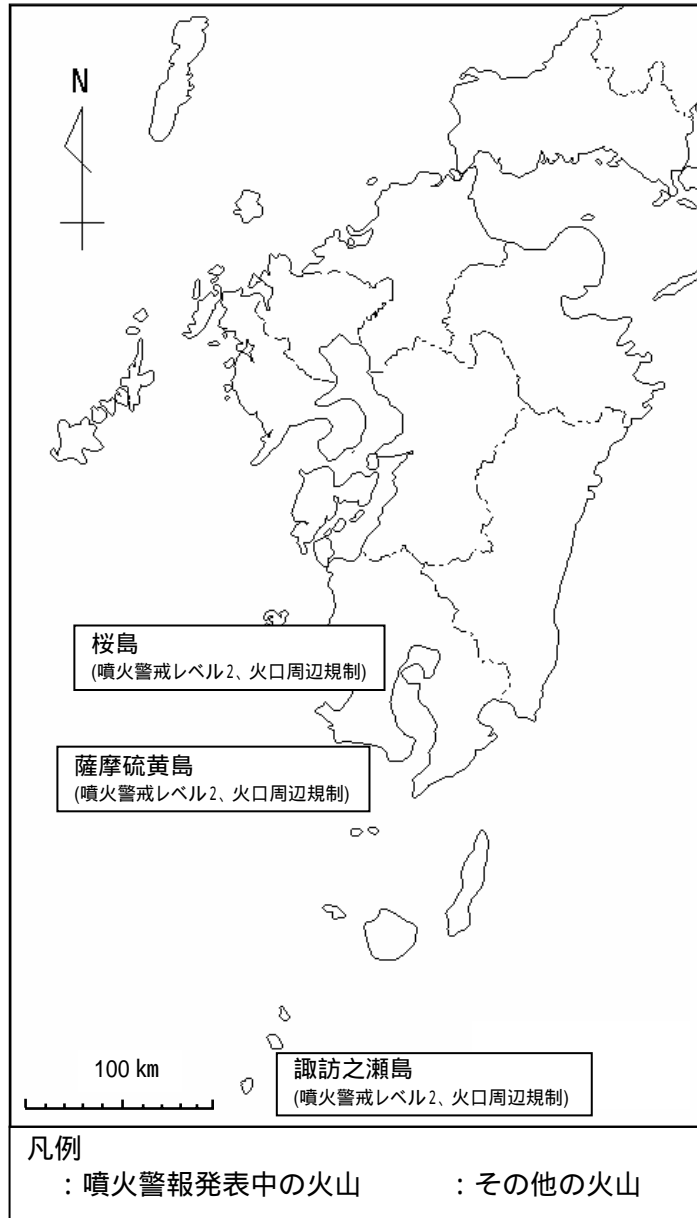 N
桜島
(噴火警戒レベル2、火口周辺規制)
薩摩硫黄島
(噴火警戒レベル2、火口周辺規制)
諏訪之瀬島
(噴火警戒レベル2、火口周辺規制)
100 km
凡例
：噴火警報発表中の火山　　：その他の火山